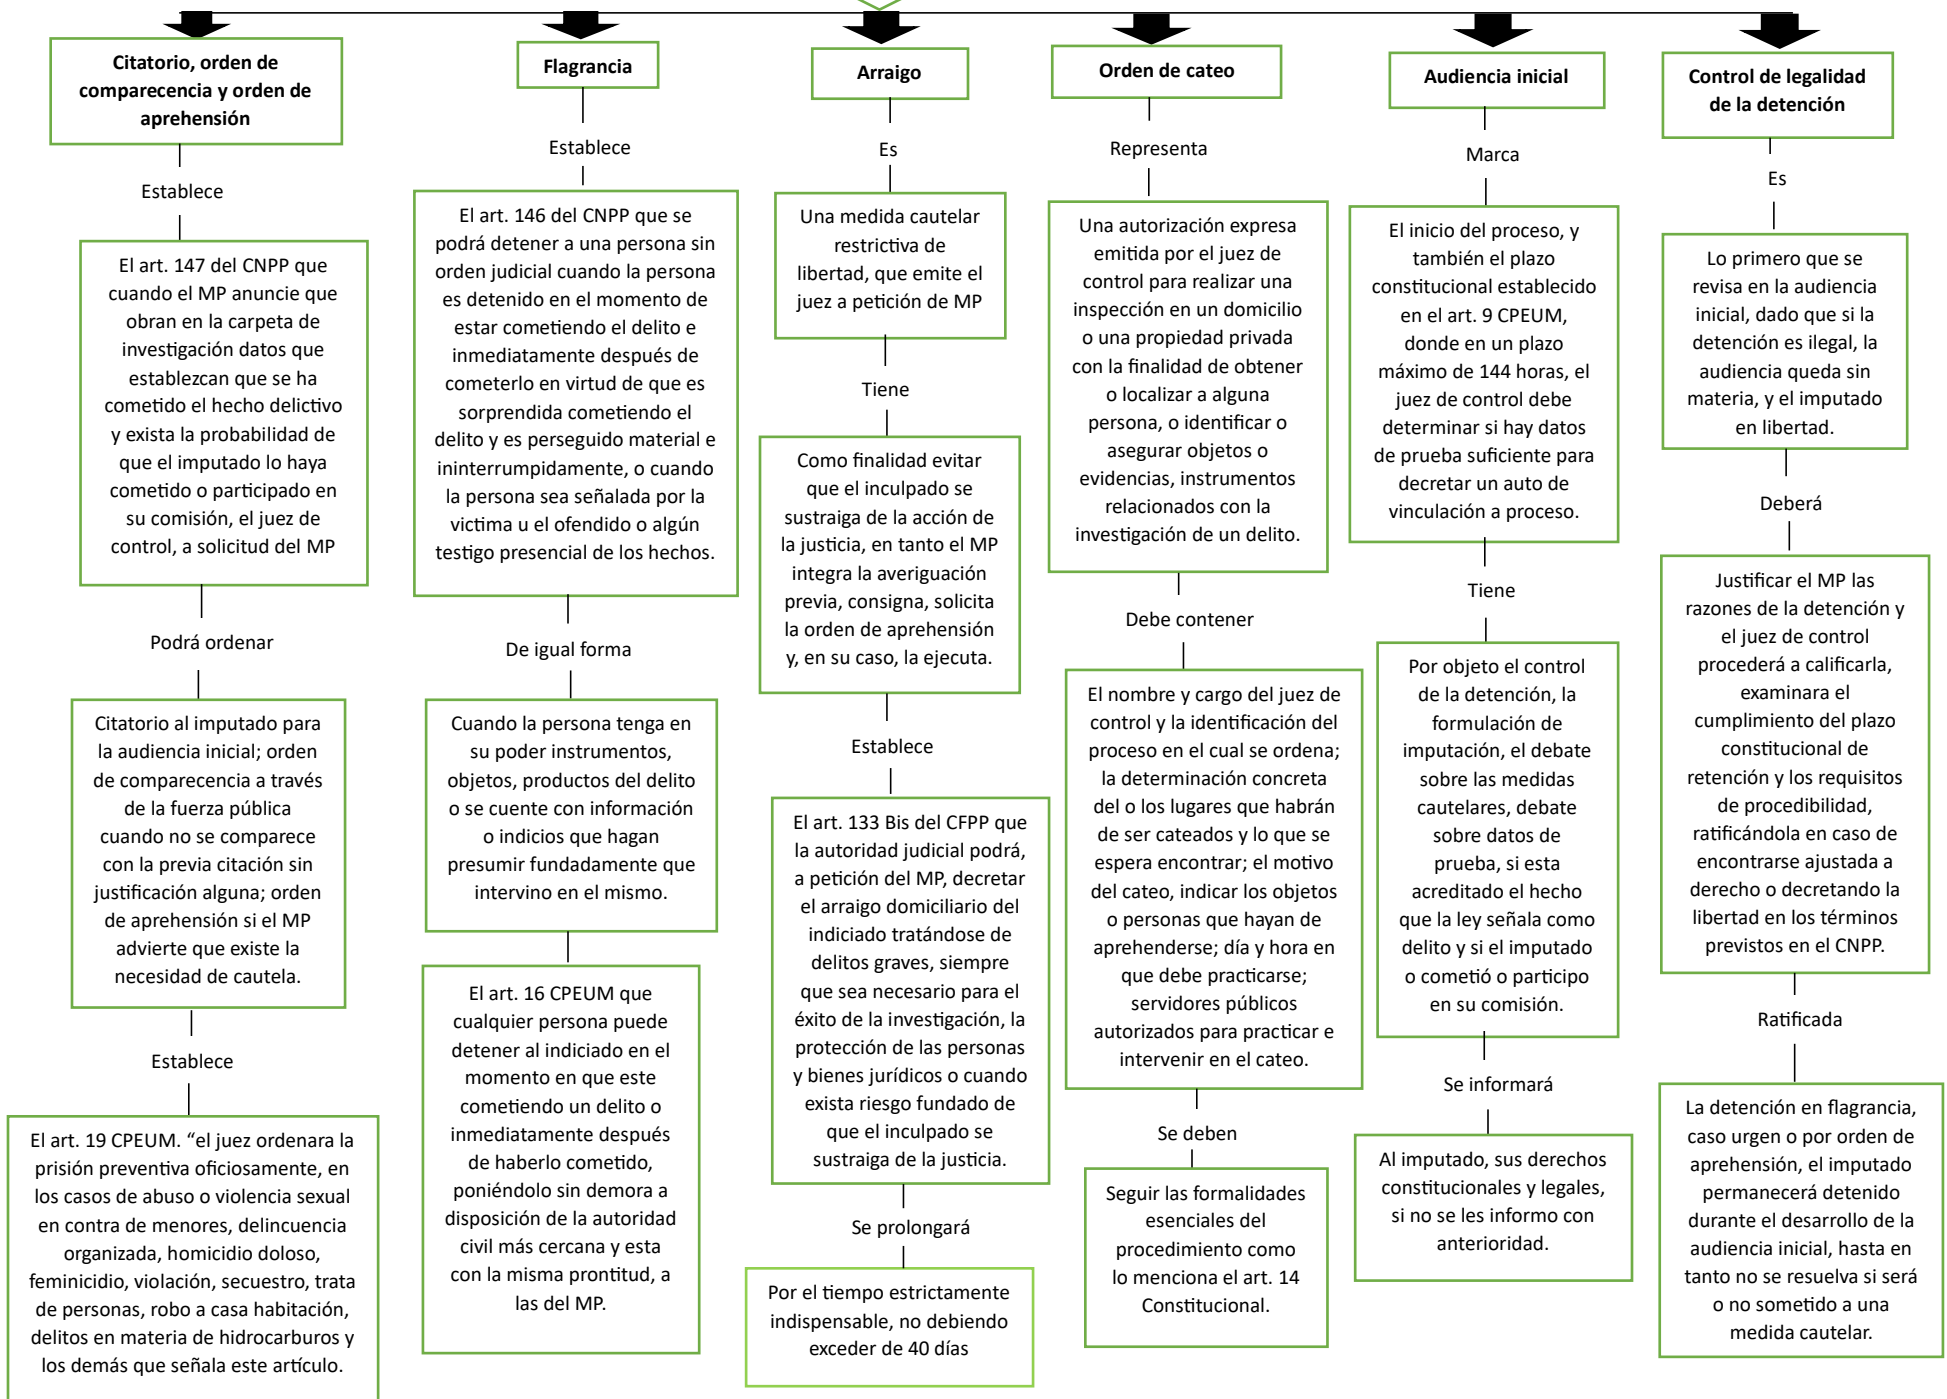 Citatorio, orden de
comparecencia y orden de
aprehensión
Establece
El art. 147 del CNPP que
cuando el MP anuncie que
obran en la carpeta de
investigación datos que
establezcan que se ha
cometido el hecho delictivo
y exista la probabilidad de
que el imputado lo haya
cometido o participado en
su comisión, el juez de
control, a solicitud del MP
Podrá ordenar
Citatorio al imputado para
la audiencia inicial; orden
de comparecencia a través
de la fuerza pública
cuando no se comparece
con la previa citación sin
justificación alguna; orden
de aprehensión si el MP
advierte que existe la
necesidad de cautela.
Establece
El art. 19 CPEUM. “el juez ordenara la
prisión preventiva oficiosamente, en
los casos de abuso o violencia sexual
en contra de menores, delincuencia
organizada, homicidio doloso,
feminicidio, violación, secuestro, trata
de personas, robo a casa habitación,
delitos en materia de hidrocarburos y
los demás que señala este artículo.
Flagrancia
Establece
El art. 146 del CNPP que se
podrá detener a una persona sin
orden judicial cuando la persona
es detenido en el momento de
estar cometiendo el delito e
inmediatamente después de
cometerlo en virtud de que es
sorprendida cometiendo el
delito y es perseguido material e
ininterrumpidamente, o cuando
la persona sea señalada por la
victima u el ofendido o algún
testigo presencial de los hechos.
De igual forma
Cuando la persona tenga en
su poder instrumentos,
objetos, productos del delito
o se cuente con información
o indicios que hagan
presumir fundadamente que
intervino en el mismo.
El art. 16 CPEUM que
cualquier persona puede
detener al indiciado en el
momento en que este
cometiendo un delito o
inmediatamente después
de haberlo cometido,
poniéndolo sin demora a
disposición de la autoridad
civil más cercana y esta
con la misma prontitud, a
las del MP.
Arraigo
Es
Una medida cautelar
restrictiva de
libertad, que emite el
juez a petición de MP
Tiene
Como finalidad evitar
que el inculpado se
sustraiga de la acción de
la justicia, en tanto el MP
integra la averiguación
previa, consigna, solicita
la orden de aprehensión
y, en su caso, la ejecuta.
Establece
El art. 133 Bis del CFPP que
la autoridad judicial podrá,
a petición del MP, decretar
el arraigo domiciliario del
indiciado tratándose de
delitos graves, siempre
que sea necesario para el
éxito de la investigación, la
protección de las personas
y bienes jurídicos o cuando
exista riesgo fundado de
que el inculpado se
sustraiga de la justicia.
Se prolongará
Por el tiempo estrictamente
indispensable, no debiendo
exceder de 40 días
Orden de cateo
Representa
Una autorización expresa
emitida por el juez de
control para realizar una
inspección en un domicilio
o una propiedad privada
con la finalidad de obtener
o localizar a alguna
persona, o identificar o
asegurar objetos o
evidencias, instrumentos
relacionados con la
investigación de un delito.
Debe contener
El nombre y cargo del juez de
control y la identificación del
proceso en el cual se ordena;
la determinación concreta
del o los lugares que habrán
de ser cateados y lo que se
espera encontrar; el motivo
del cateo, indicar los objetos
o personas que hayan de
aprehenderse; día y hora en
que debe practicarse;
servidores públicos
autorizados para practicar e
intervenir en el cateo.
Se deben
Seguir las formalidades
esenciales del
procedimiento como
lo menciona el art. 14
Constitucional.
Audiencia inicial
Marca
El inicio del proceso, y
también el plazo
constitucional establecido
en el art. 9 CPEUM,
donde en un plazo
máximo de 144 horas, el
juez de control debe
determinar si hay datos
de prueba suficiente para
decretar un auto de
vinculación a proceso.
Tiene
Por objeto el control
de la detención, la
formulación de
imputación, el debate
sobre las medidas
cautelares, debate
sobre datos de
prueba, si esta
acreditado el hecho
que la ley señala como
delito y si el imputado
o cometió o participo
en su comisión.
Se informará
Al imputado, sus derechos
constitucionales y legales,
si no se les informo con
anterioridad.
Control de legalidad
de la detención
Es
Lo primero que se
revisa en la audiencia
inicial, dado que si la
detención es ilegal, la
audiencia queda sin
materia, y el imputado
en libertad.
Deberá
Justificar el MP las
razones de la detención y
el juez de control
procederá a calificarla,
examinara el
cumplimiento del plazo
constitucional de
retención y los requisitos
de procedibilidad,
ratificándola en caso de
encontrarse ajustada a
derecho o decretando la
libertad en los términos
previstos en el CNPP.
Ratificada
La detención en flagrancia,
caso urgen o por orden de
aprehensión, el imputado
permanecerá detenido
durante el desarrollo de la
audiencia inicial, hasta en
tanto no se resuelva si será
o no sometido a una
medida cautelar.